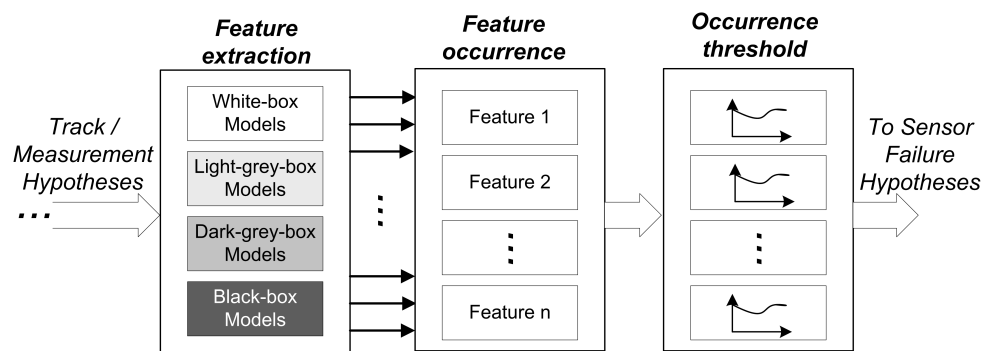 Feature
extraction
Feature
occurrence
Occurrence
threshold
Track /
Measurement
Hypotheses
...
White-box
Models
Light-grey-box
Models
Dark-grey-box
Models
Black-box
Models
...
Feature 1
Feature 2
...
Feature n
...
To Sensor
Failure
Hypotheses